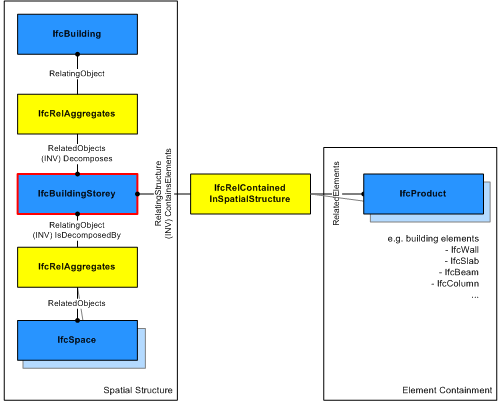 IfcBuilding
RelatingObject
IfcRelAggregates
RelatedObjects
(INV) Decomposes
IfcBuildingStorey
RelatingObject
(INV) IsDecomposedBy
IfcRelAggregates
RelatedObjects
IfcSpace
Spatial Structure
RelatingStructure
(INV) ContainsElements
IfcRelContained
InSpatialStructure
RelatedElements
IfcProduct
e.g. building elements
- IfcWall
- IfcSlab
- IfcBeam
- IfcColumn
...
Element Containment